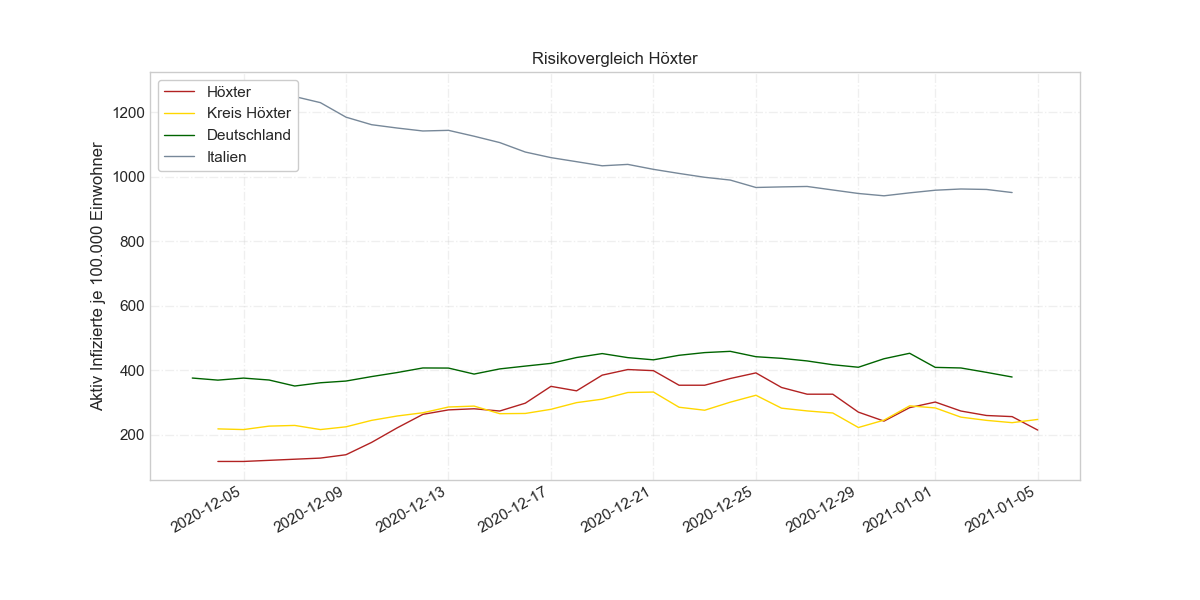 Risikovergleich Höxter
Höxter
Kreis Höxter
Deutschland
Italien
Aktiv Infizierte je 100.000 Einwohner
1200
1000
800
600
400
200
2020-12-05
2020-12-09
2020-12-13
2020-12-17
2020-12-21
2020-12-25
2020-12-29
2021-01-01
2021-01-05